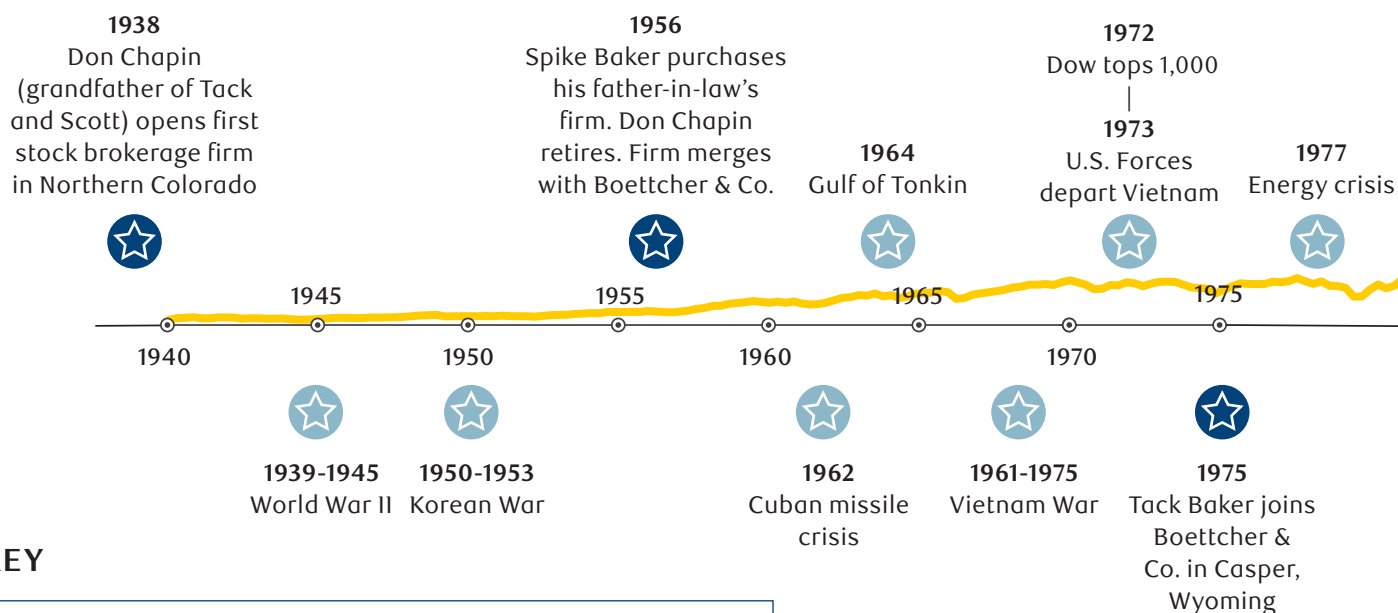 1938
Don Chapin
(grandfather of Tack
and Scott) opens first
stock brokerage firm
in Northern Colorado
1956
Spike Baker purchases
his father-in-law’s
firm. Don Chapin
retires. Firm merges
with Boettcher & Co.
1964
Gulf of Tonkin
1972
Dow tops 1,000
1973
U.S. Forces
depart Vietnam
1977
Energy crisis
1945
1955
1965
1975
1940
1950
1960
1970
1939-1945
World War II
1950-1953
Korean War
1962
Cuban missile
crisis
1961-1975
Vietnam War
1975
Tack Baker joins
Boettcher &
Co. in Casper,
Wyoming